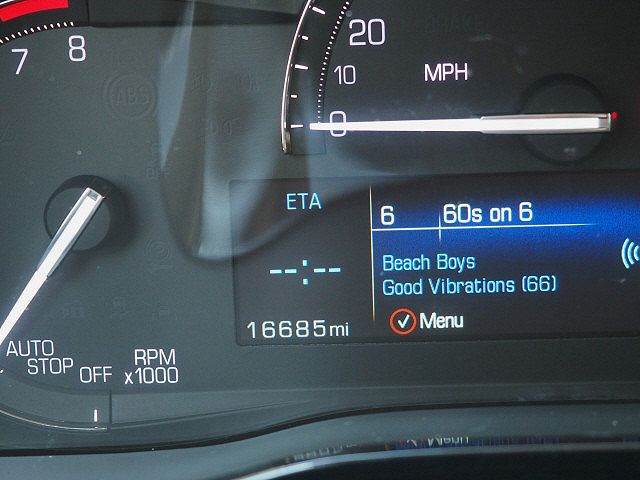 7
8
20
10
0
MPH
ABS
ETA
6
60s on 6
--:--
Beach Boys
Good Vibrations (66)
Menu
16685mi
AUTO
STOP
OFF
RPM
x1000